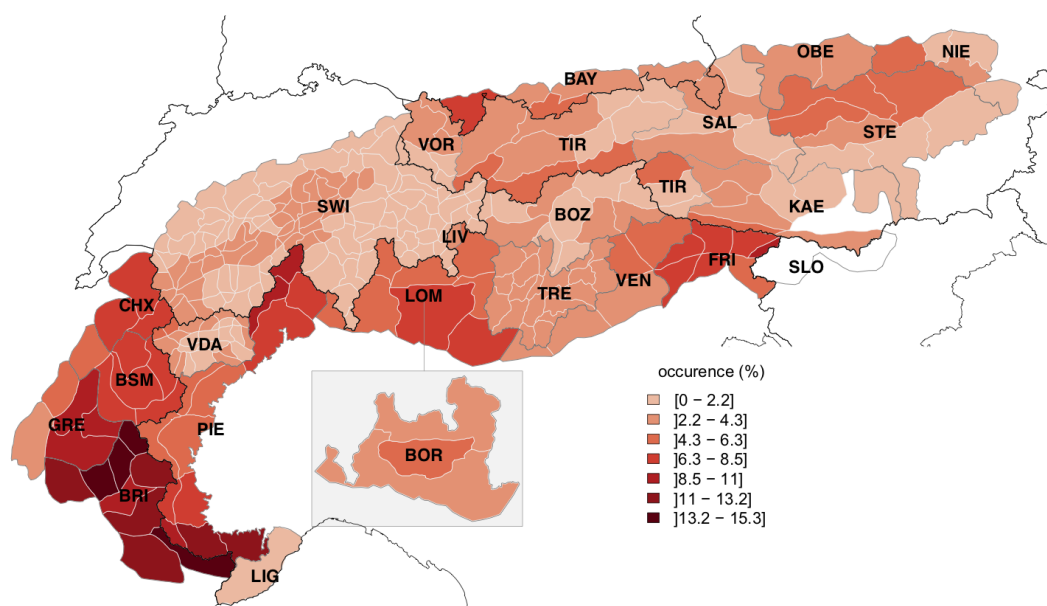 OBE
NIE
BAY
SAL
STE
VOR
TIR
TIR
SWI
BOZ
KAE
LIV
FRI
SLO
CHX
LOM
TRE
VEN
VDA
BSM
GRE
PIE
BOR
BRI
LIG
occurence (%)
[0 − 2.2]
]2.2 − 4.3]
]4.3 − 6.3]
]6.3 − 8.5]
]8.5 − 11]
]11 − 13.2]
]13.2 − 15.3]